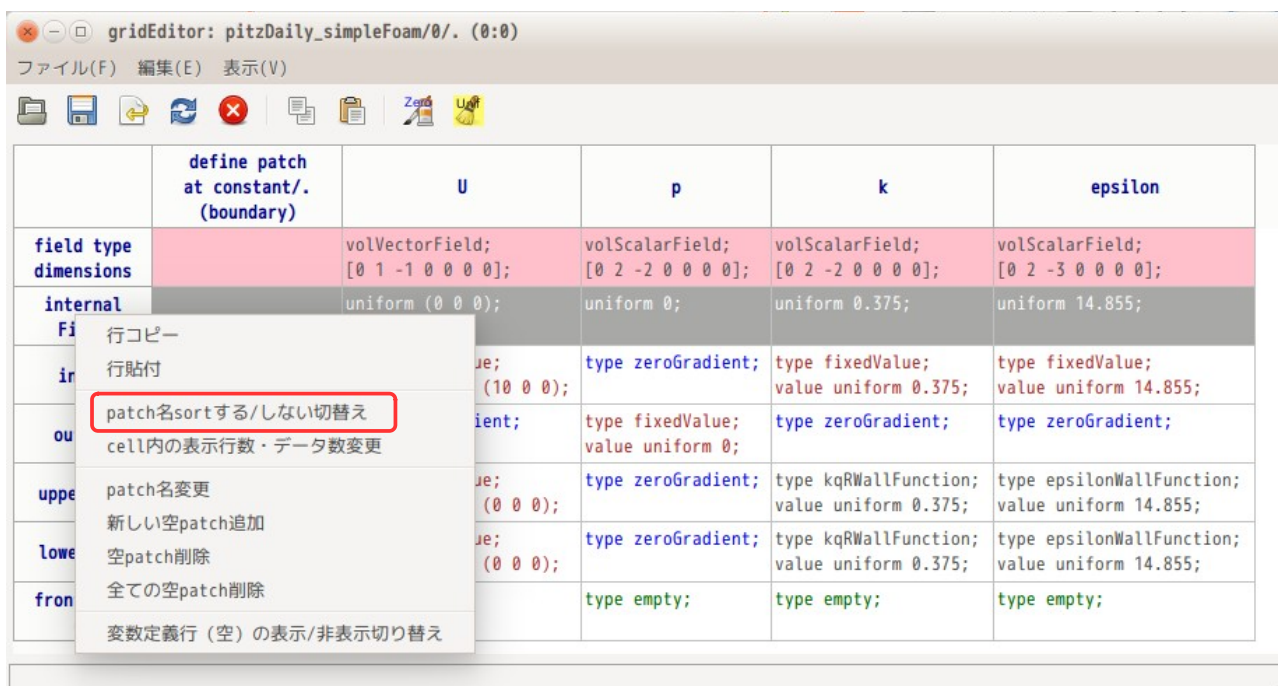 gridEditor: pitzDaily_simpleFoam/0/. (0:0)
ファイル(F) 編集(E) 表示(V)
Zero
Unif
define patch
at constant/.
(boundary)
U
p
k
epsilon
field type
dimensions
volVectorField;
[0 1 -1 0 0 0 0];
volScalarField;
[0 2 -2 0 0 0 0];
volScalarField;
[0 2 -2 0 0 0 0];
volScalarField;
[0 2 -3 0 0 0 0];
internal
Fi
uniform (0 0 0);
uniform 0;
uniform 0.375;
uniform 14.855;
in
ue;
(10 0 0);
type zeroGradient;
type fixedValue;
value uniform 0.375;
type fixedValue;
value uniform 14.855;
ou
ient;
type fixedValue;
value uniform 0;
type zeroGradient;
type zeroGradient;
uppe
ue;
(0 0 0);
type zeroGradient;
type kqRWallFunction;
value uniform 0.375;
type epsilonWallFunction;
value uniform 14.855;
lowe
ue;
(0 0 0);
type zeroGradient;
type kqRWallFunction;
value uniform 0.375;
type epsilonWallFunction;
value uniform 14.855;
fron
type empty;
type empty;
type empty;
行コピー
行貼付
patch名sortする/しない切替え
cell内の表示行数・データ数変更
patch名変更
新しい空patch追加
空patch削除
全ての空patch削除
変数定義行（空）の表示/非表示切り替え